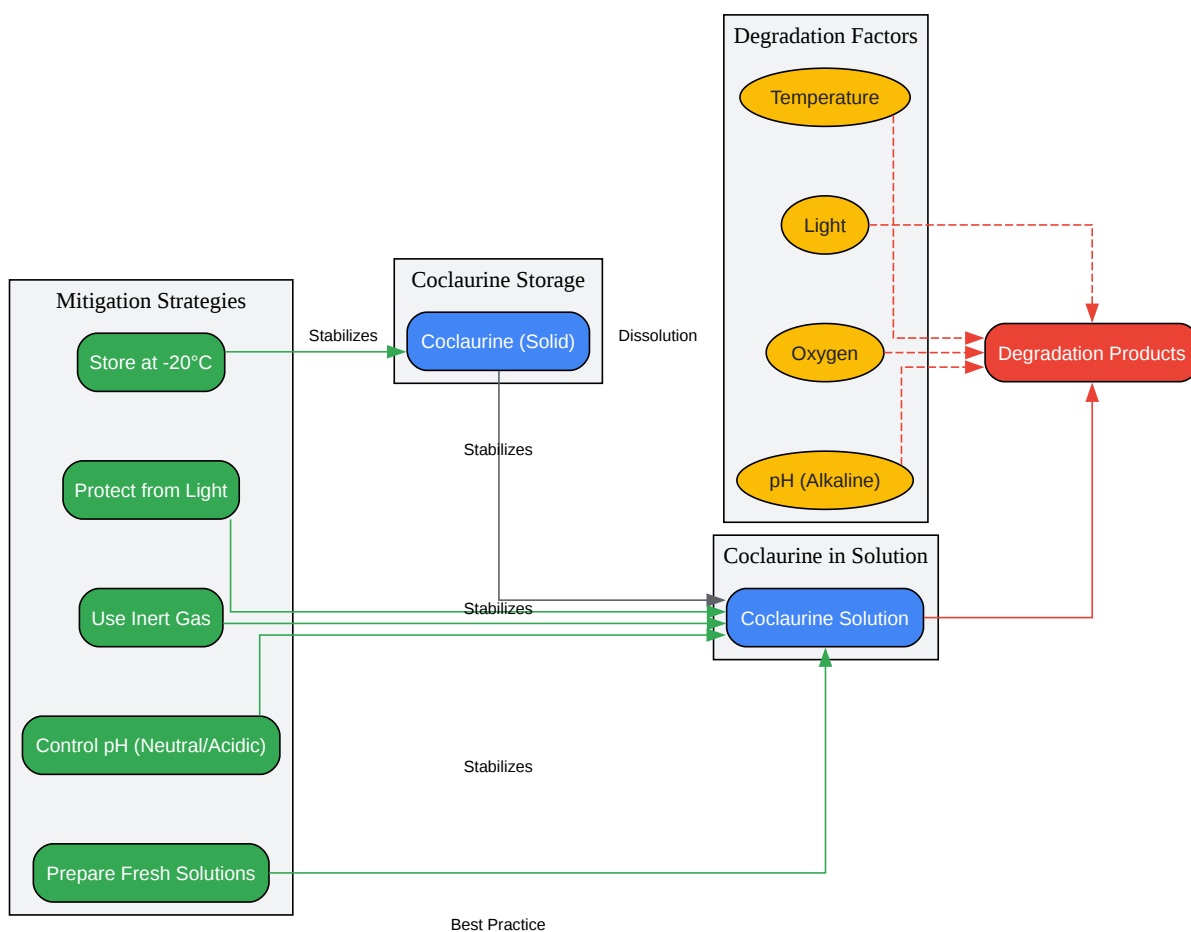 Degradation Factors
Temperature
Light
Oxygen
pH (Alkaline)
Degradation Products
Coclaurine Storage
Coclaurine (Solid)
Dissolution
Mitigation Strategies
Store at -20°C
Stabilizes
Protect from Light
Stabilizes
Use Inert Gas
Stabilizes
Control pH (Neutral/Acidic)
Stabilizes
Prepare Fresh Solutions
Best Practice
Coclaurine in Solution
Coclaurine Solution